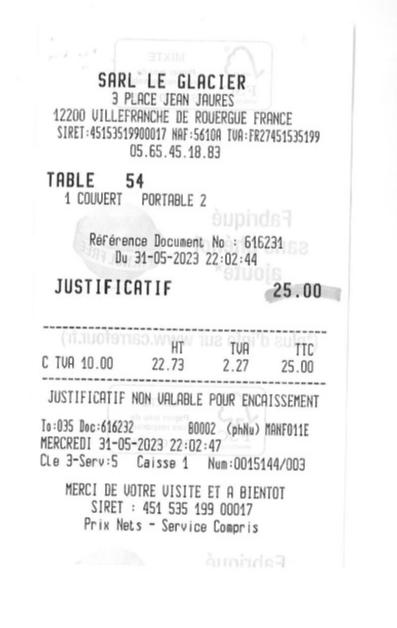 SARL LE GLACIER
3 PLACE JEAN JAURES
12200 VILLEFRANCHE DE ROUERGUE FRANCE
SIRET:45153519900017 NAF:5610A TVA:FR27451535199
05.65.45.18.83
TABLE 54
1 COUVERT PORTABLE 2
Référence Document No : 616231
Du 31-05-2023 22:02:44
JUSTIFICATIF 25.00
HT TVA TTC
C TVA 10.00 22.73 2.27 25.00
JUSTIFICATIF NON VALABLE POUR ENCAISSEMENT
To:035 Doc:616232 B0002 (phNu) MANF011E
MERCREDI 31-05-2023 22:02:47
Cle 3-Serv:5 Caisse 1 Num:0015144/003
MERCI DE VOTRE VISITE ET A BIENTOT
SIRET : 451 535 199 00017
Prix Nets - Service Compris